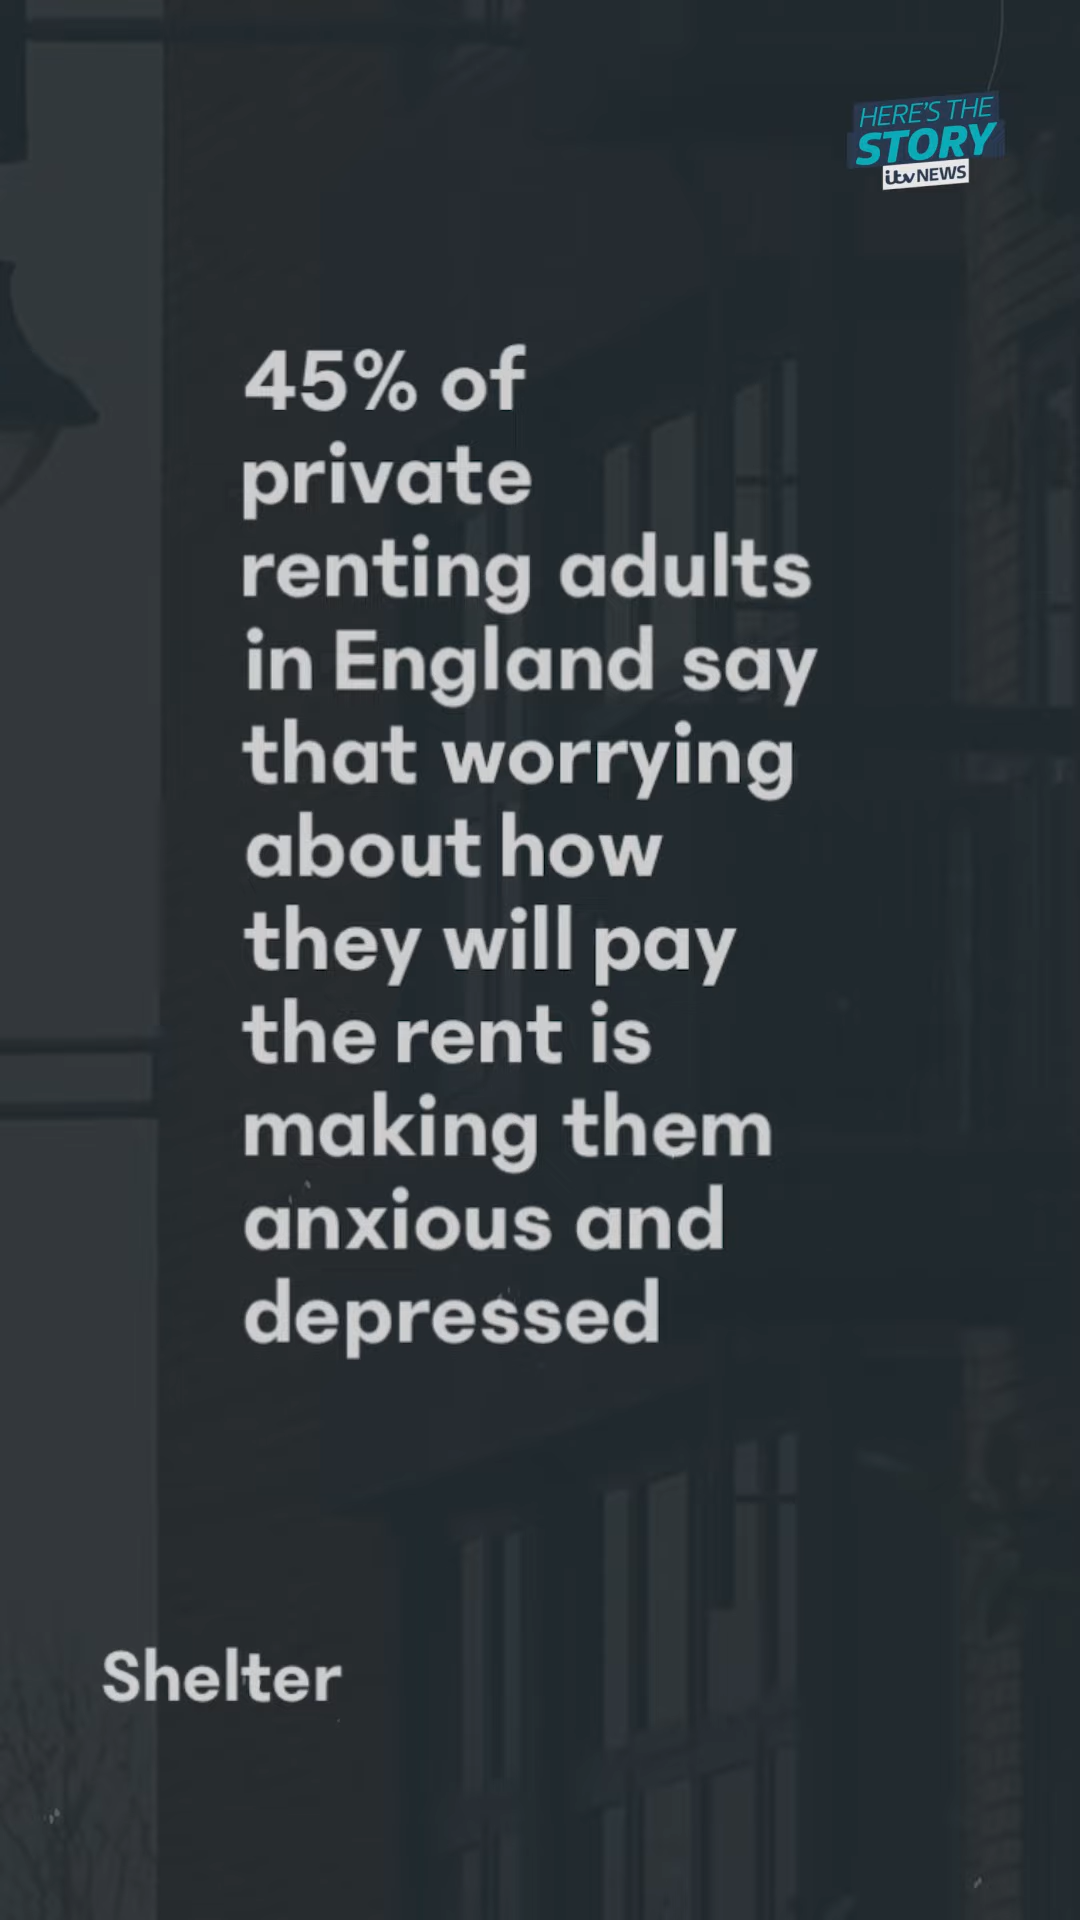 HERE'S THE
STORY
itv NEWS
45% of
private
renting adults
in England say
that worrying
about how
they will pay
the rent is
making them
anxious and
depressed
Shelter